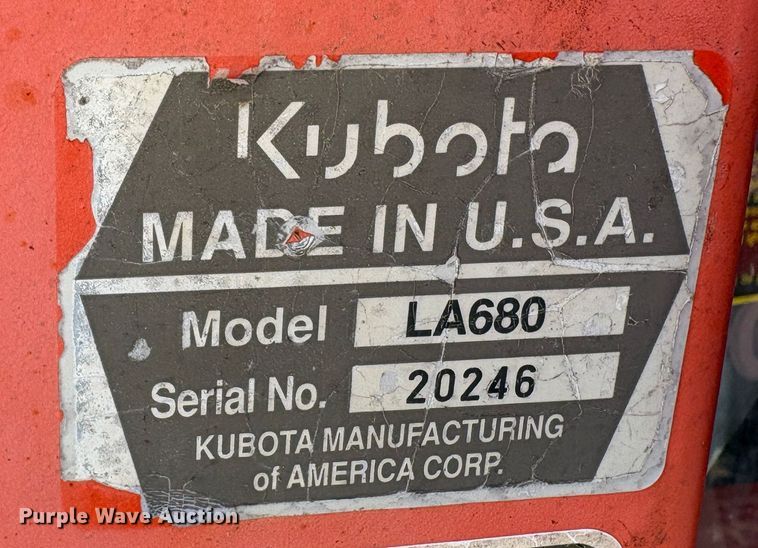 Kubota
MADE IN U.S.A.
Model LA680
Serial No. 20246
KUBOTA MANUFACTURING
of AMERICA CORP.
Purple Wave Auction